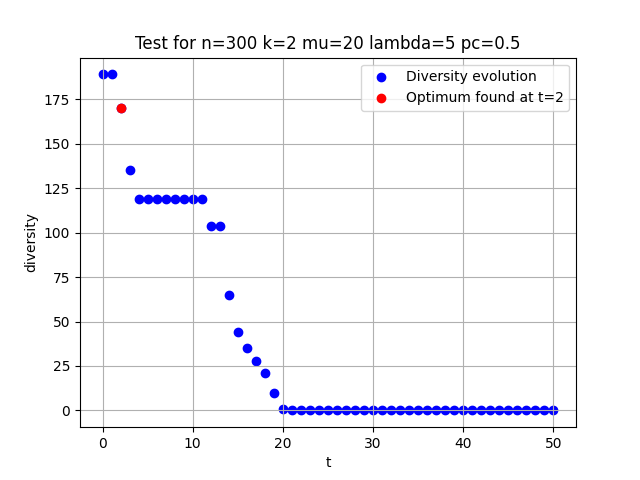 Test for n=300 k=2 mu=20 lambda=5 pc=0.5
Diversity evolution
Optimum found at t=2
175
150
125
100
75
50
25
0
diversity
0 10 20 30 40 50
t